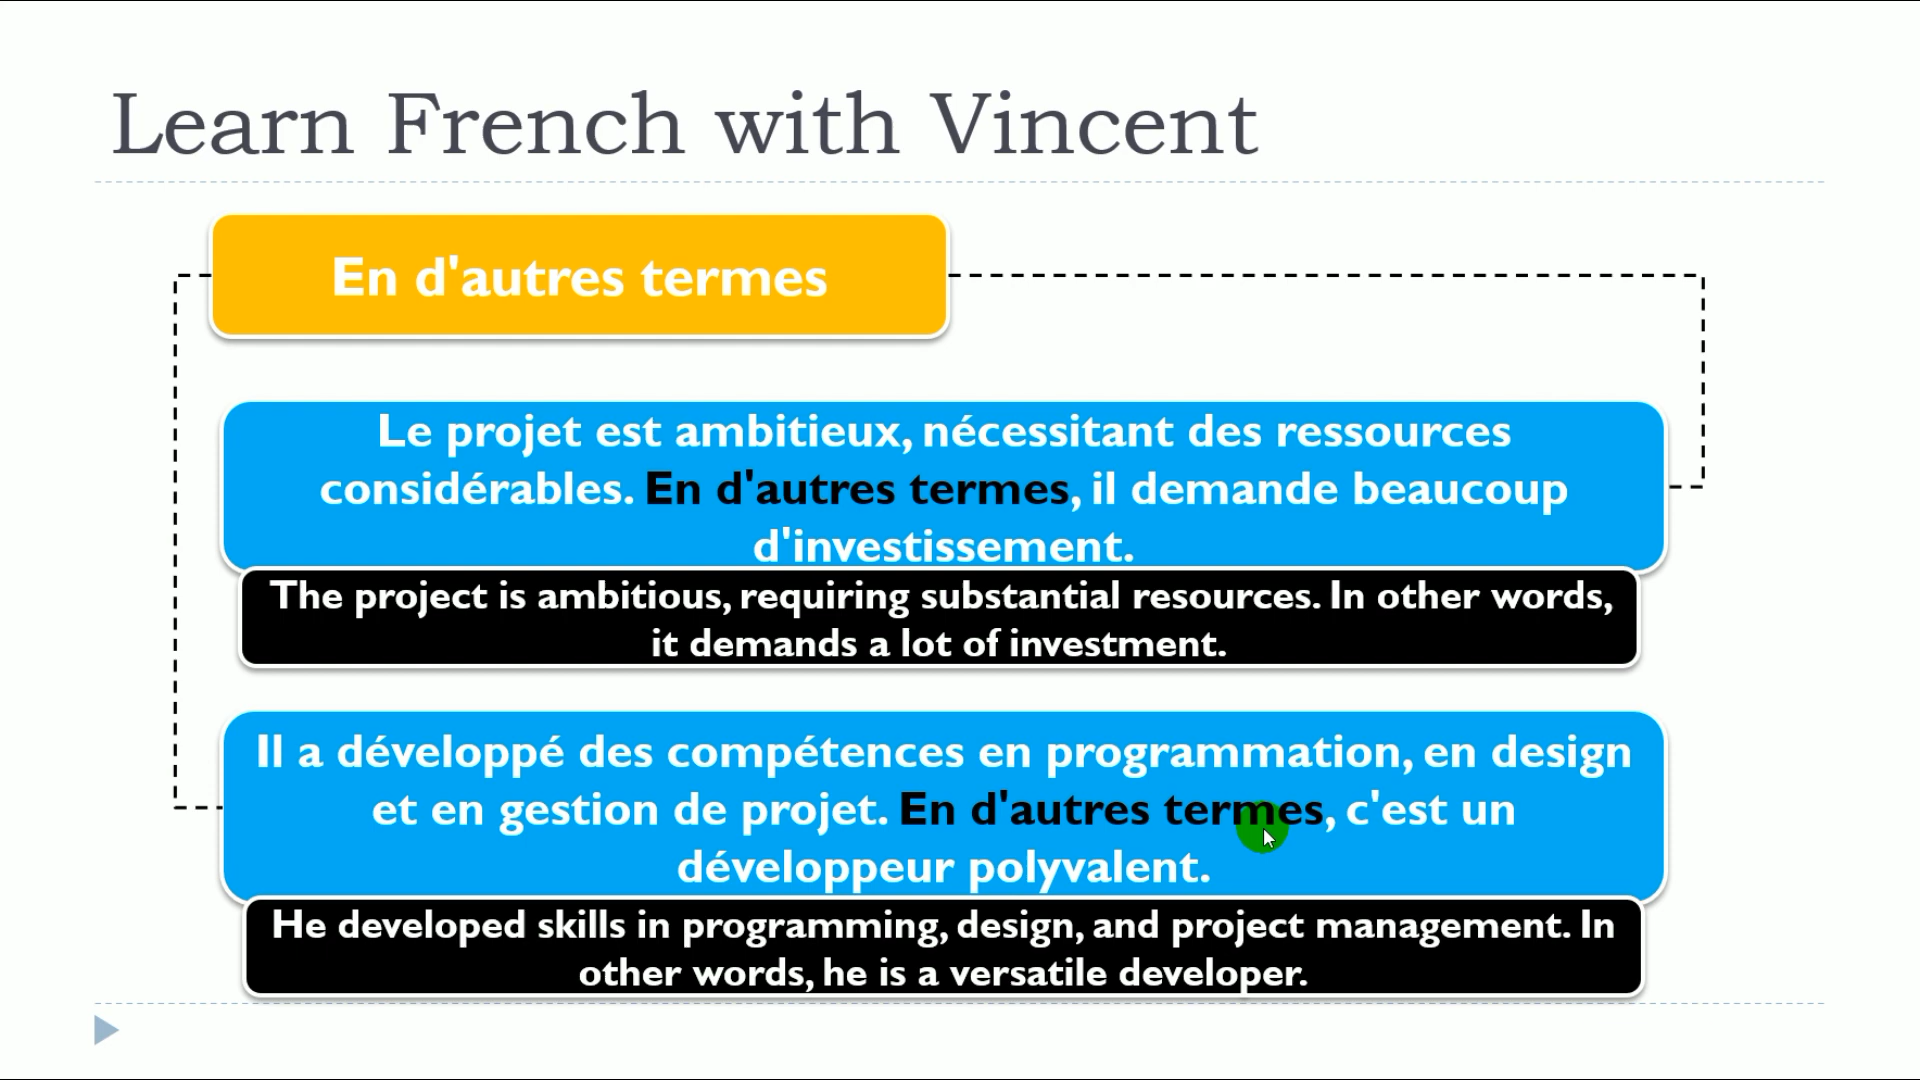 Learn French with Vincent
En d'autres termes
Le projet est ambitieux, nécessitant des ressources
considérables. En d'autres termes, il demande beaucoup
d'investissement.
The project is ambitious, requiring substantial resources. In other words,
it demands a lot of investment.
Il a développé des compétences en programmation, en design
et en gestion de projet. En d'autres termes, c'est un
développeur polyvalent.
He developed skills in programming, design, and project management. In
other words, he is a versatile developer.